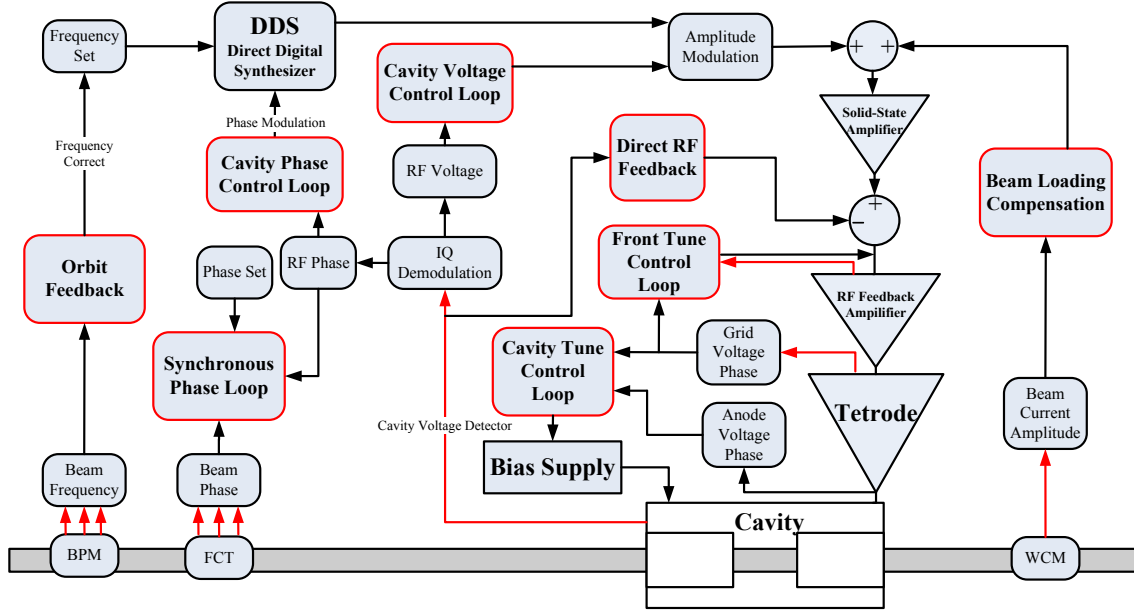 Frequency
Set
DDS
Direct Digital
Synthesizer
Cavity Voltage
Control Loop
Amplitude
Modulation
+ +
Solid-State
Amplifier
Phase Modulation
Frequency
Correct
Cavity Phase
Control Loop
RF Voltage
Direct RF
Feedback
Beam Loading
Compensation
+
−
Orbit
Feedback
Phase Set
RF Phase
IQ
Demodulation
Front Tune
Control
Loop
RF Feedback
Ampilifier
Synchronous
Phase Loop
Cavity Tune
Control
Loop
Grid
Voltage
Phase
Tetrode
Cavity Voltage Detector
Anode
Voltage
Phase
Beam
Current
Amplitude
Beam
Frequency
Beam
Phase
Bias Supply
Cavity
BPM
FCT
WCM